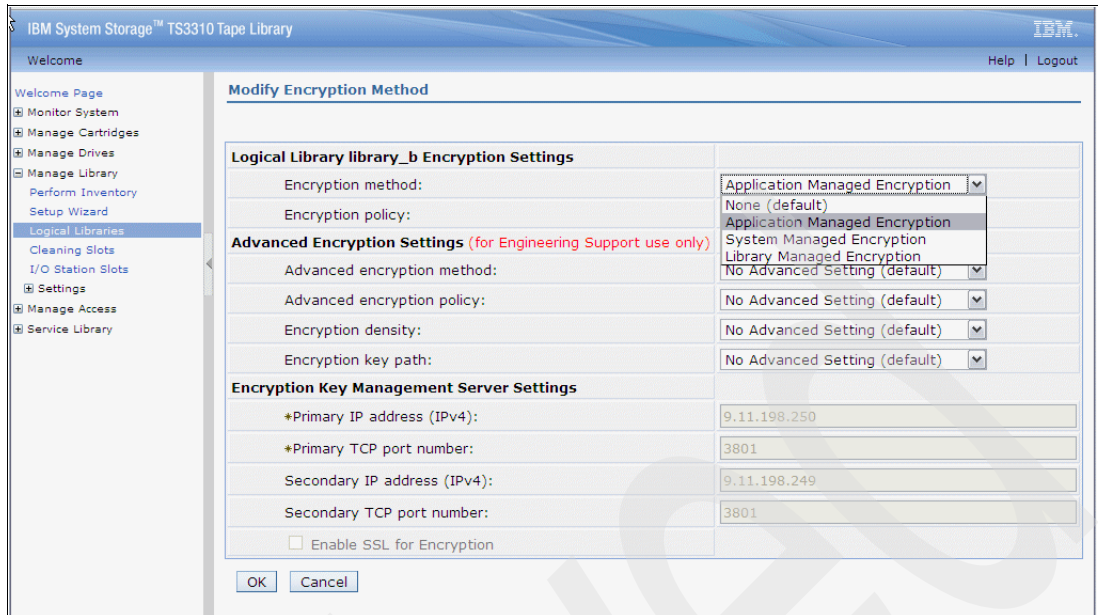 IBM System Storage™ TS3310 Tape Library
IBM.
Welcome
Help | Logout
Welcome Page
Monitor System
Manage Cartridges
Manage Drives
Manage Library
Perform Inventory
Setup Wizard
Logical Libraries
Cleaning Slots
I/O Station Slots
Settings
Manage Access
Service Library
Modify Encryption Method
Logical Library library_b Encryption Settings
Encryption method: Application Managed Encryption
None (default)
Application Managed Encryption
System Managed Encryption
Library Managed Encryption
Encryption policy:
Advanced Encryption Settings (for Engineering Support use only)
Advanced encryption method: No Advanced Setting (default)
Advanced encryption policy: No Advanced Setting (default)
Encryption density: No Advanced Setting (default)
Encryption key path: No Advanced Setting (default)
Encryption Key Management Server Settings
*Primary IP address (IPv4): 9.11.198.250
*Primary TCP port number: 3801
Secondary IP address (IPv4): 9.11.198.249
Secondary TCP port number: 3801
Enable SSL for Encryption
OK Cancel